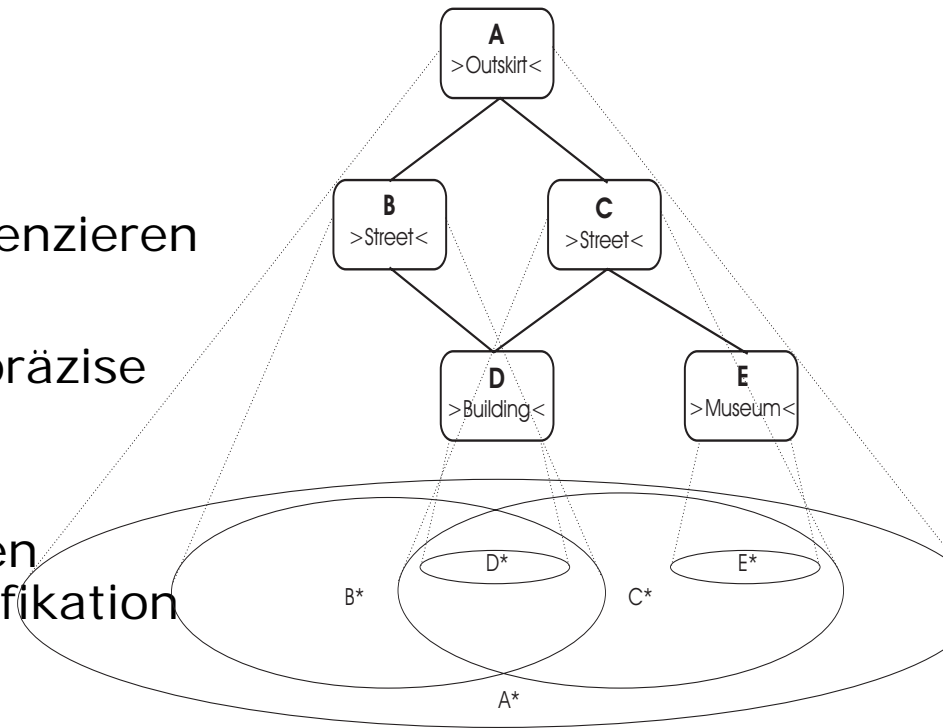 A
>Outskirt<
B
>Street<
C
>Street<
enzieren
präzise
D
>Building<
E
>Museum<
en
fikation
D*
E*
B*
C*
A*